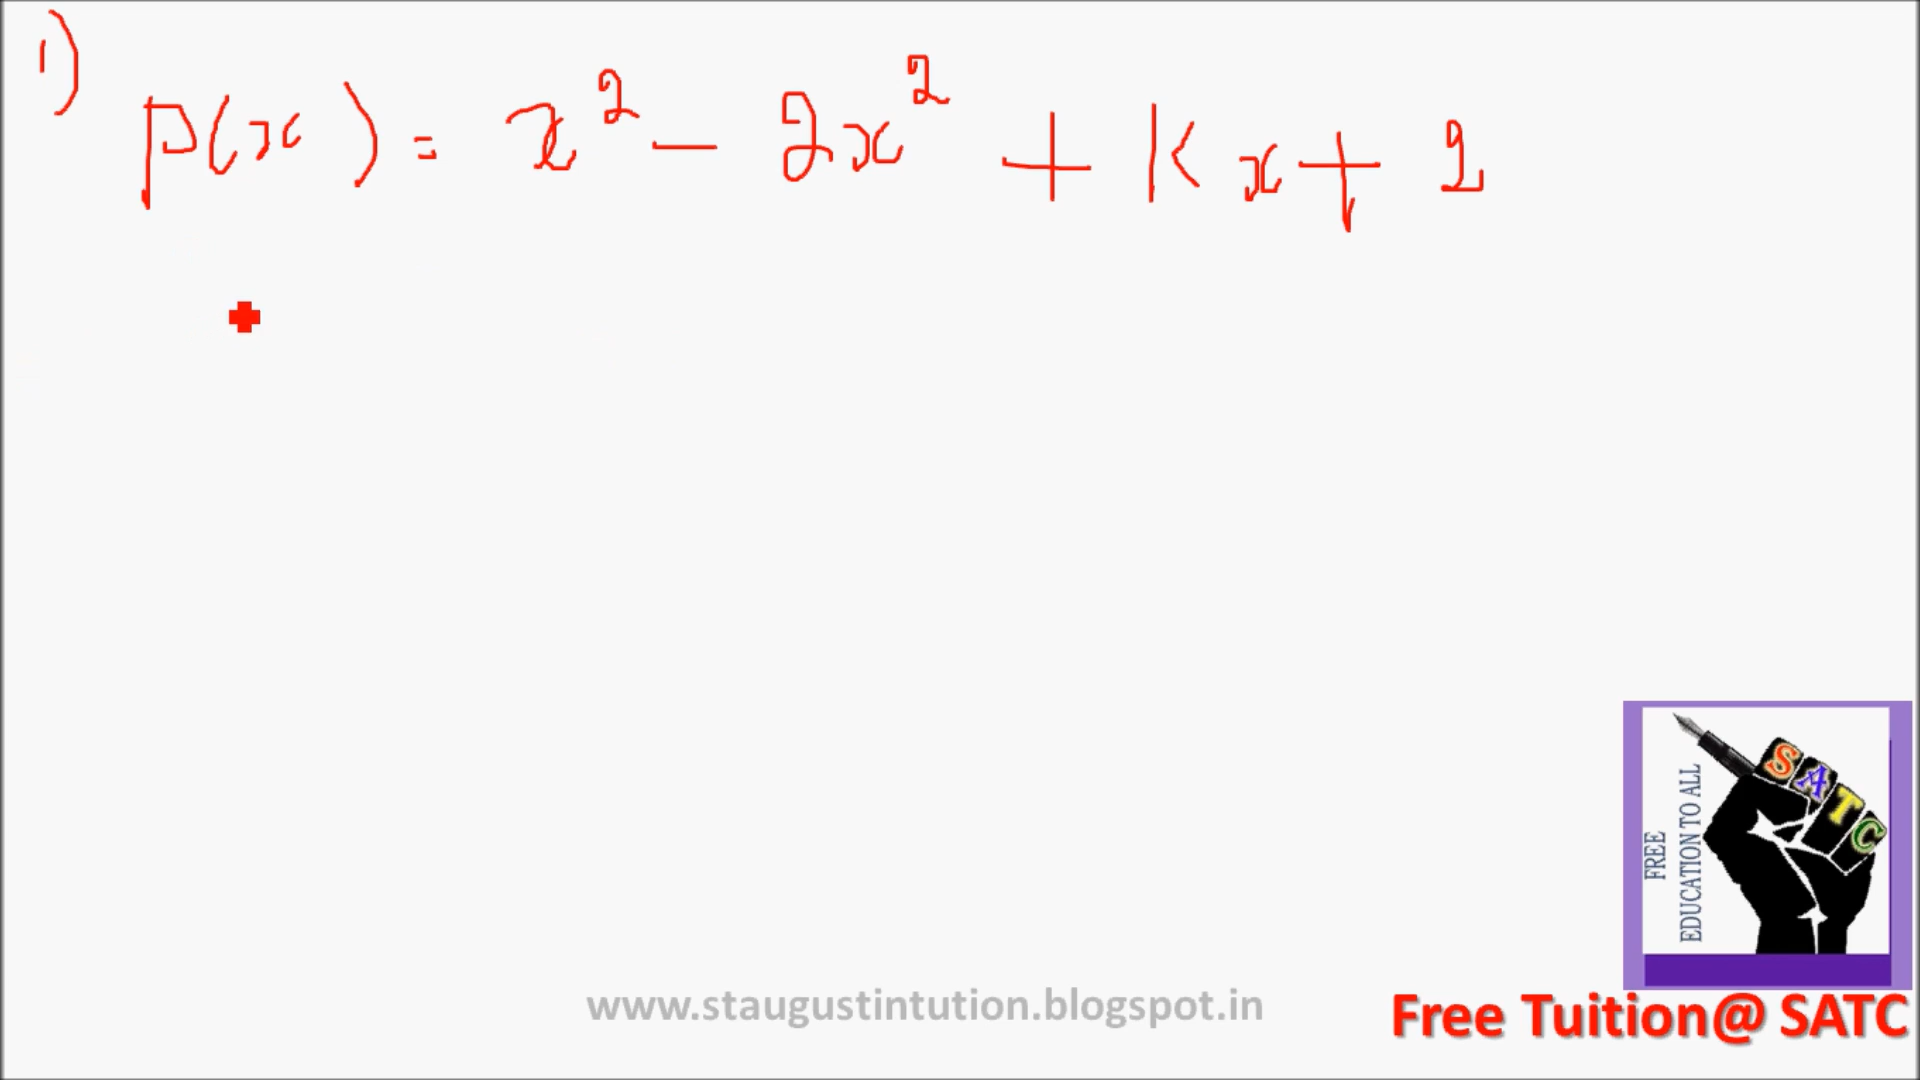 1)
P(x) = x² - 2x² + Kx + 2
FREE
EDUCATION TO ALL
SATC
www.staugustintution.blogspot.in
Free Tuition@ SATC